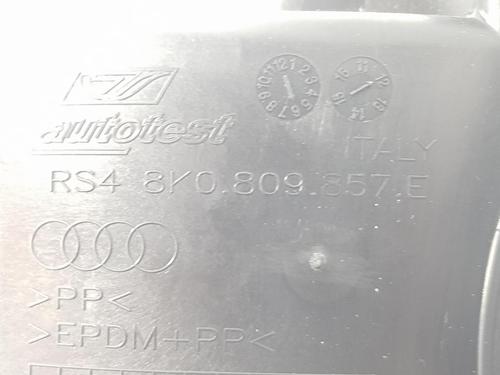 autotest
ITALY
RS4 8K0.809.857.E
>PP<
>EPDM+PP<